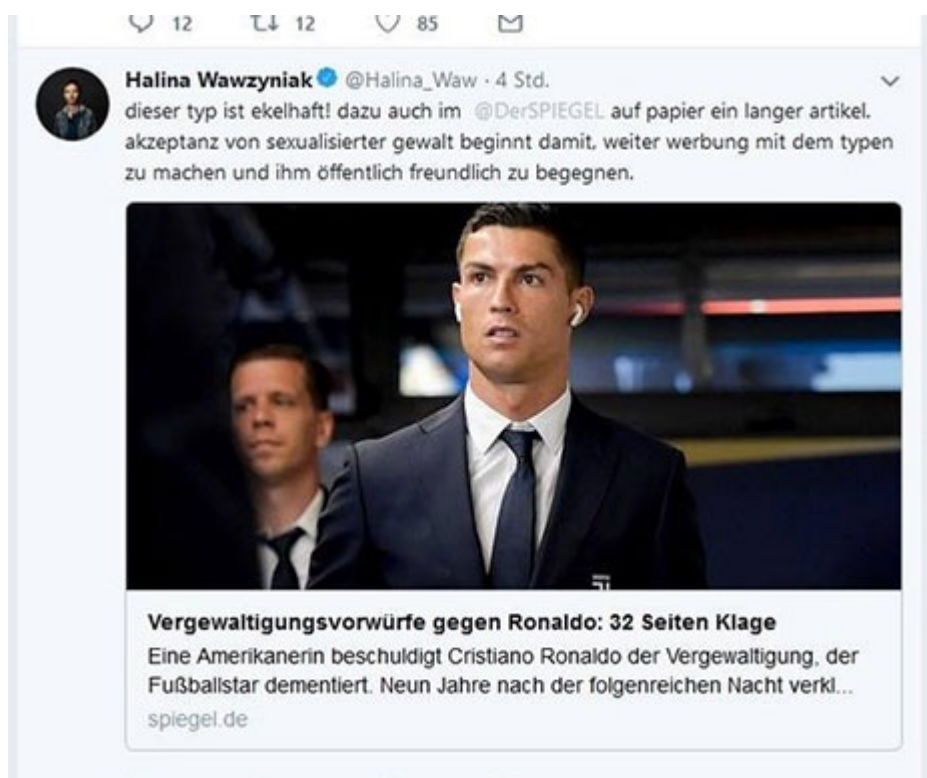 12 12 85
Halina Wawzyniak @Halina_Waw · 4 Std.
dieser typ ist ekelhaft! dazu auch im @DerSPIEGEL auf papier ein langer artikel.
akzeptanz von sexualisierter gewalt beginnt damit, weiter werbung mit dem typen
zu machen und ihm öffentlich freundlich zu begegnen.
Vergewaltigungsvorwürfe gegen Ronaldo: 32 Seiten Klage
Eine Amerikanerin beschuldigt Cristiano Ronaldo der Vergewaltigung, der
Fußballstar dementiert. Neun Jahre nach der folgenreichen Nacht verkl...
spiegel.de